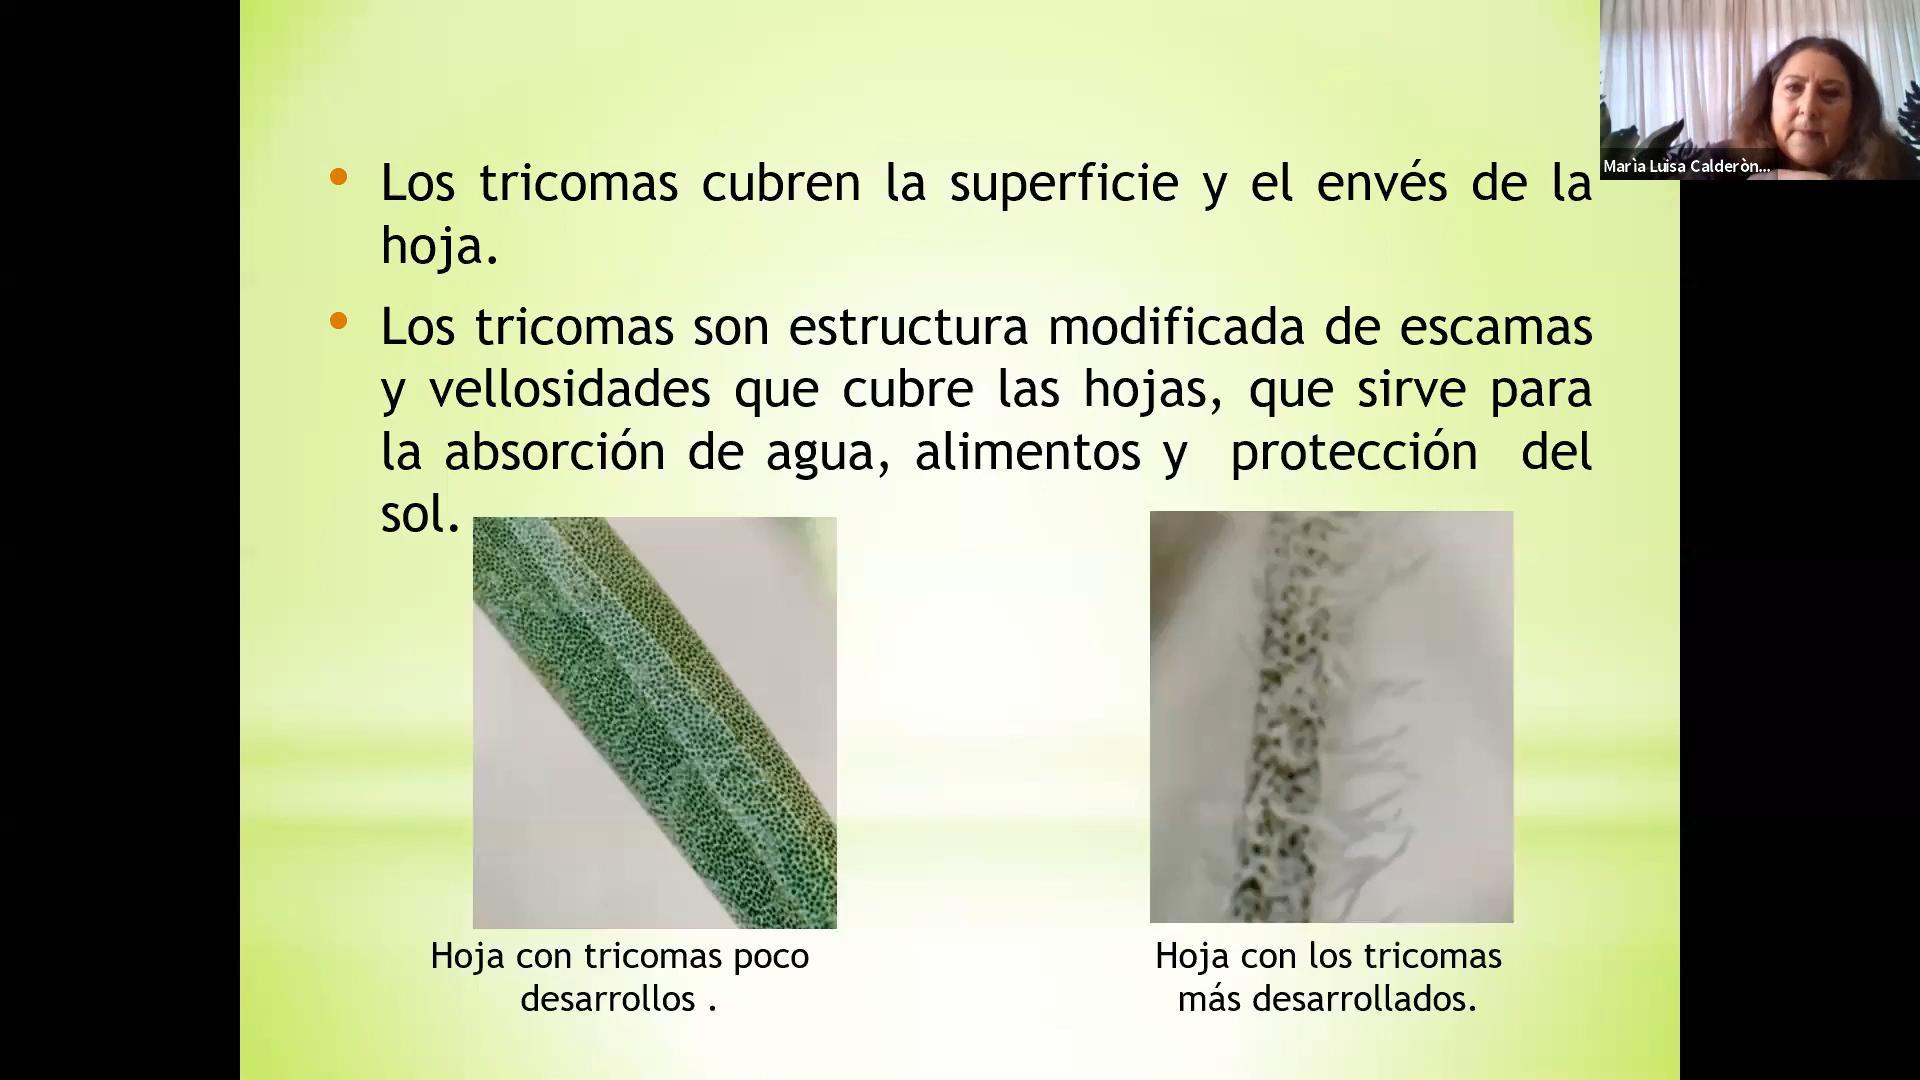 Los tricomas cubren la superficie y el envés de la
hoja.
Los tricomas son estructura modificada de escamas
y vellosidades que cubre las hojas, que sirve para
la absorción de agua, alimentos y protección del
sol.
Hoja con tricomas poco
desarrollos .
Hoja con los tricomas
más desarrollados.
Marìa Luisa Calderòn...